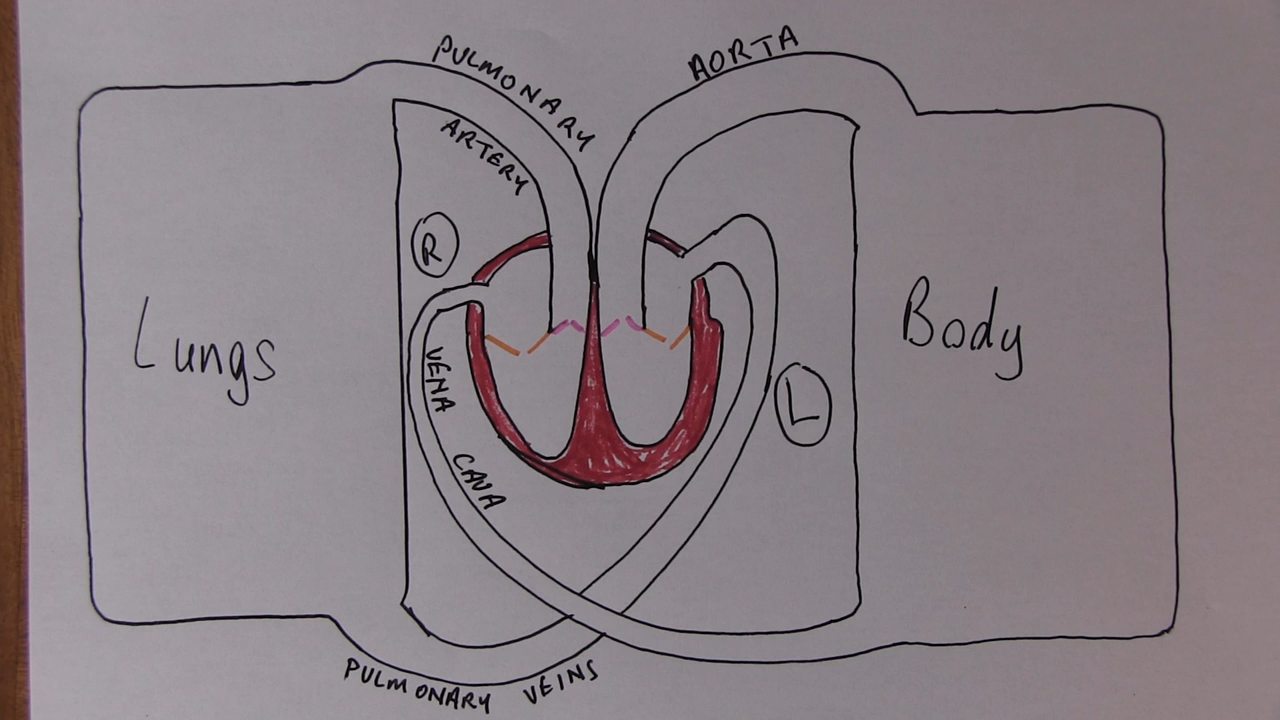 PULMONARY
ARTERY
AORTA
R
Lungs
Body
VENA
CAVA
L
PULMONARY VEINS